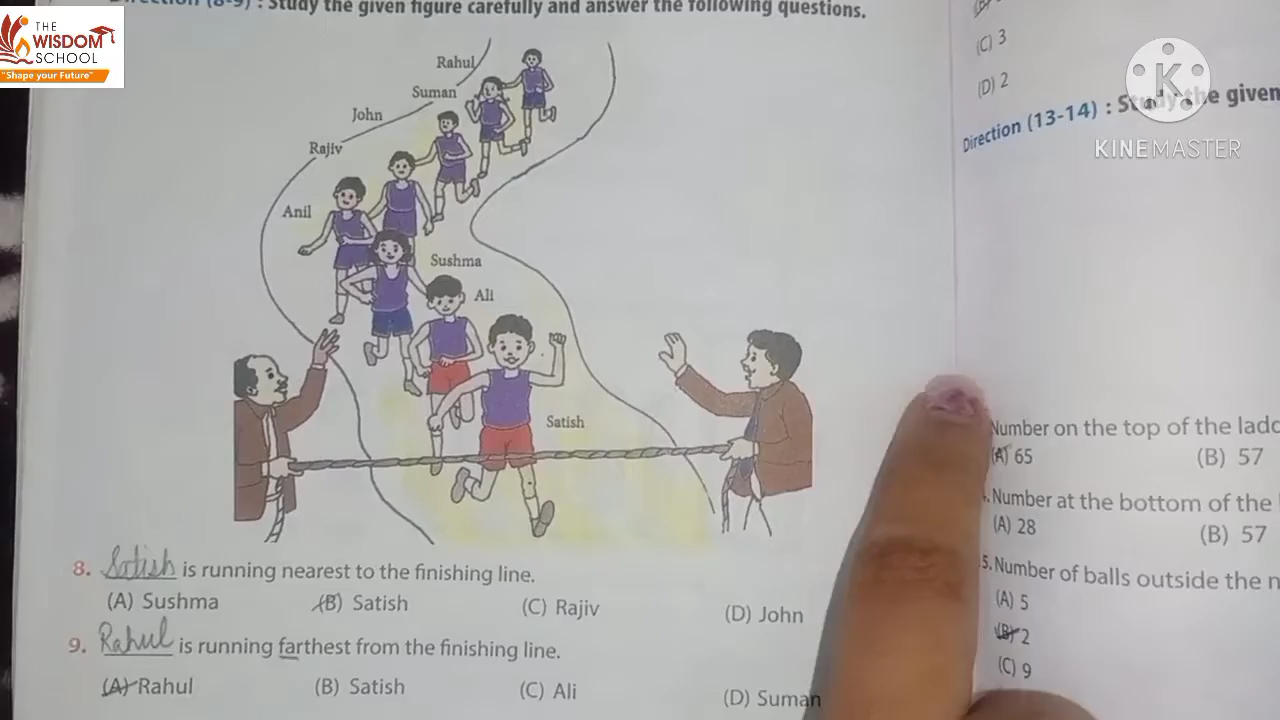 THE
WISDOM
SCHOOL
"Shape your Future"
Study the given figure carefully and answer the following questions.
Rahul
Suman
John
Rajiv
Anil
Sushma
Ali
Satish
8. Satish is running nearest to the finishing line.
(A) Sushma (B) Satish (C) Rajiv (D) John
9. Rahul is running farthest from the finishing line.
(A) Rahul (B) Satish (C) Ali (D) Suman
(C) 3
(D) 2
Direction (13-14) : Study the given
K
KINEMASTER
Number on the top of the
(A) 65 (B) 57
Number at the bottom of the
(A) 28 (B) 57
5. Number of balls outside the
(A) 5
(B) 2
(C) 9